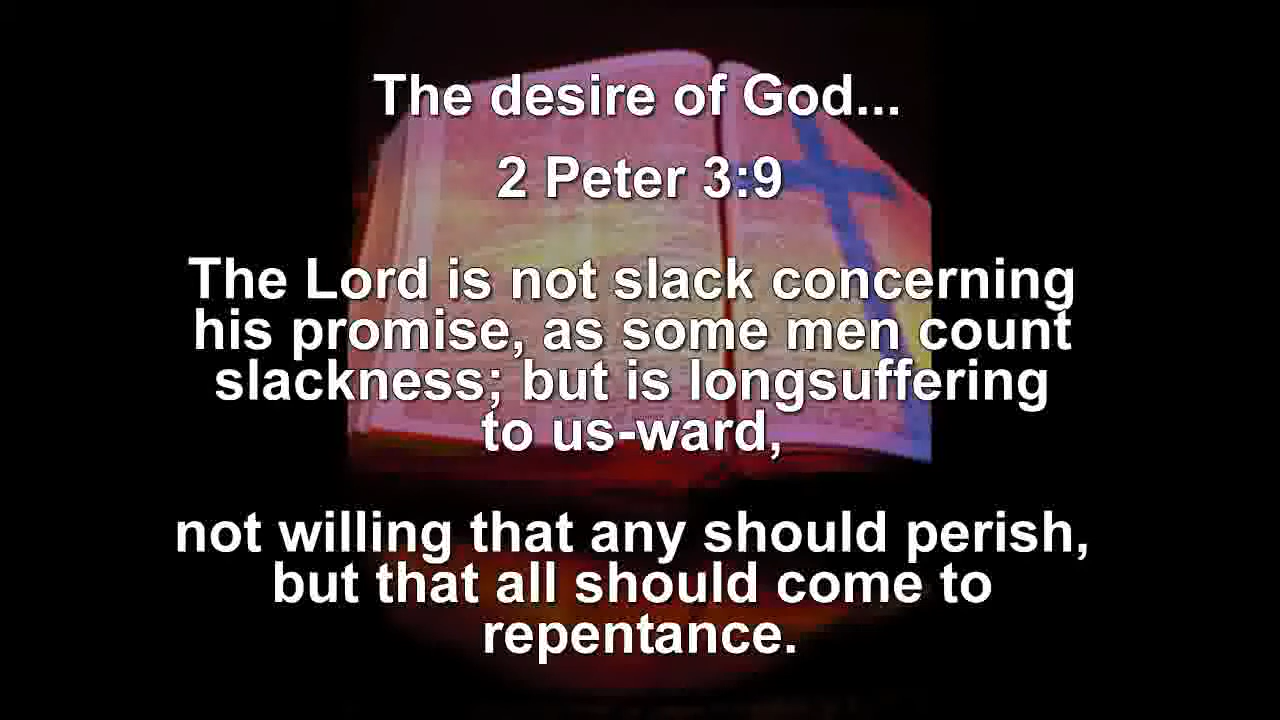 The desire of God...
2 Peter 3:9
The Lord is not slack concerning
his promise, as some men count
slackness; but is longsuffering
to us-ward,
not willing that any should perish,
but that all should come to
repentance.